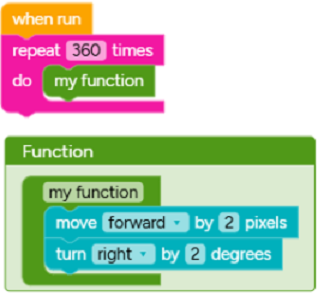 when run
repeat 360 times
do my function
Function
my function
move forward by 2 pixels
turn right by 2 degrees